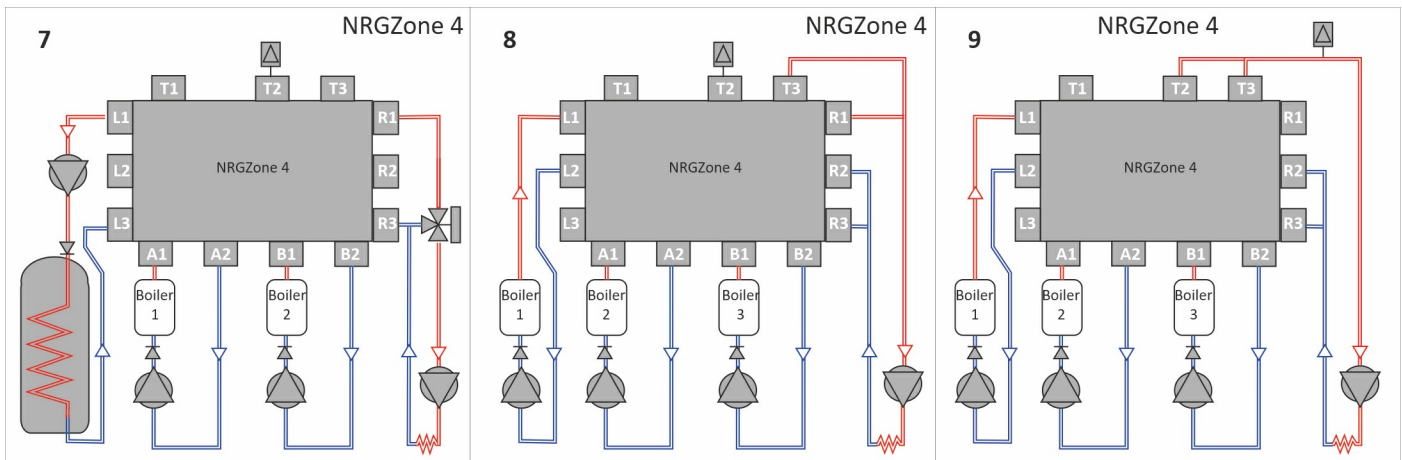 7
NRGZone 4
T1
T2
T3
L1
R1
L2
NRGZone 4
R2
L3
R3
A1
A2
B1
B2
Boiler
1
Boiler
2
8
NRGZone 4
T1
T2
T3
L1
R1
L2
NRGZone 4
R2
L3
R3
A1
A2
B1
B2
Boiler
1
Boiler
2
Boiler
3
9
NRGZone 4
T1
T2
T3
L1
R1
L2
NRGZone 4
R2
L3
R3
A1
A2
B1
B2
Boiler
1
Boiler
2
Boiler
3